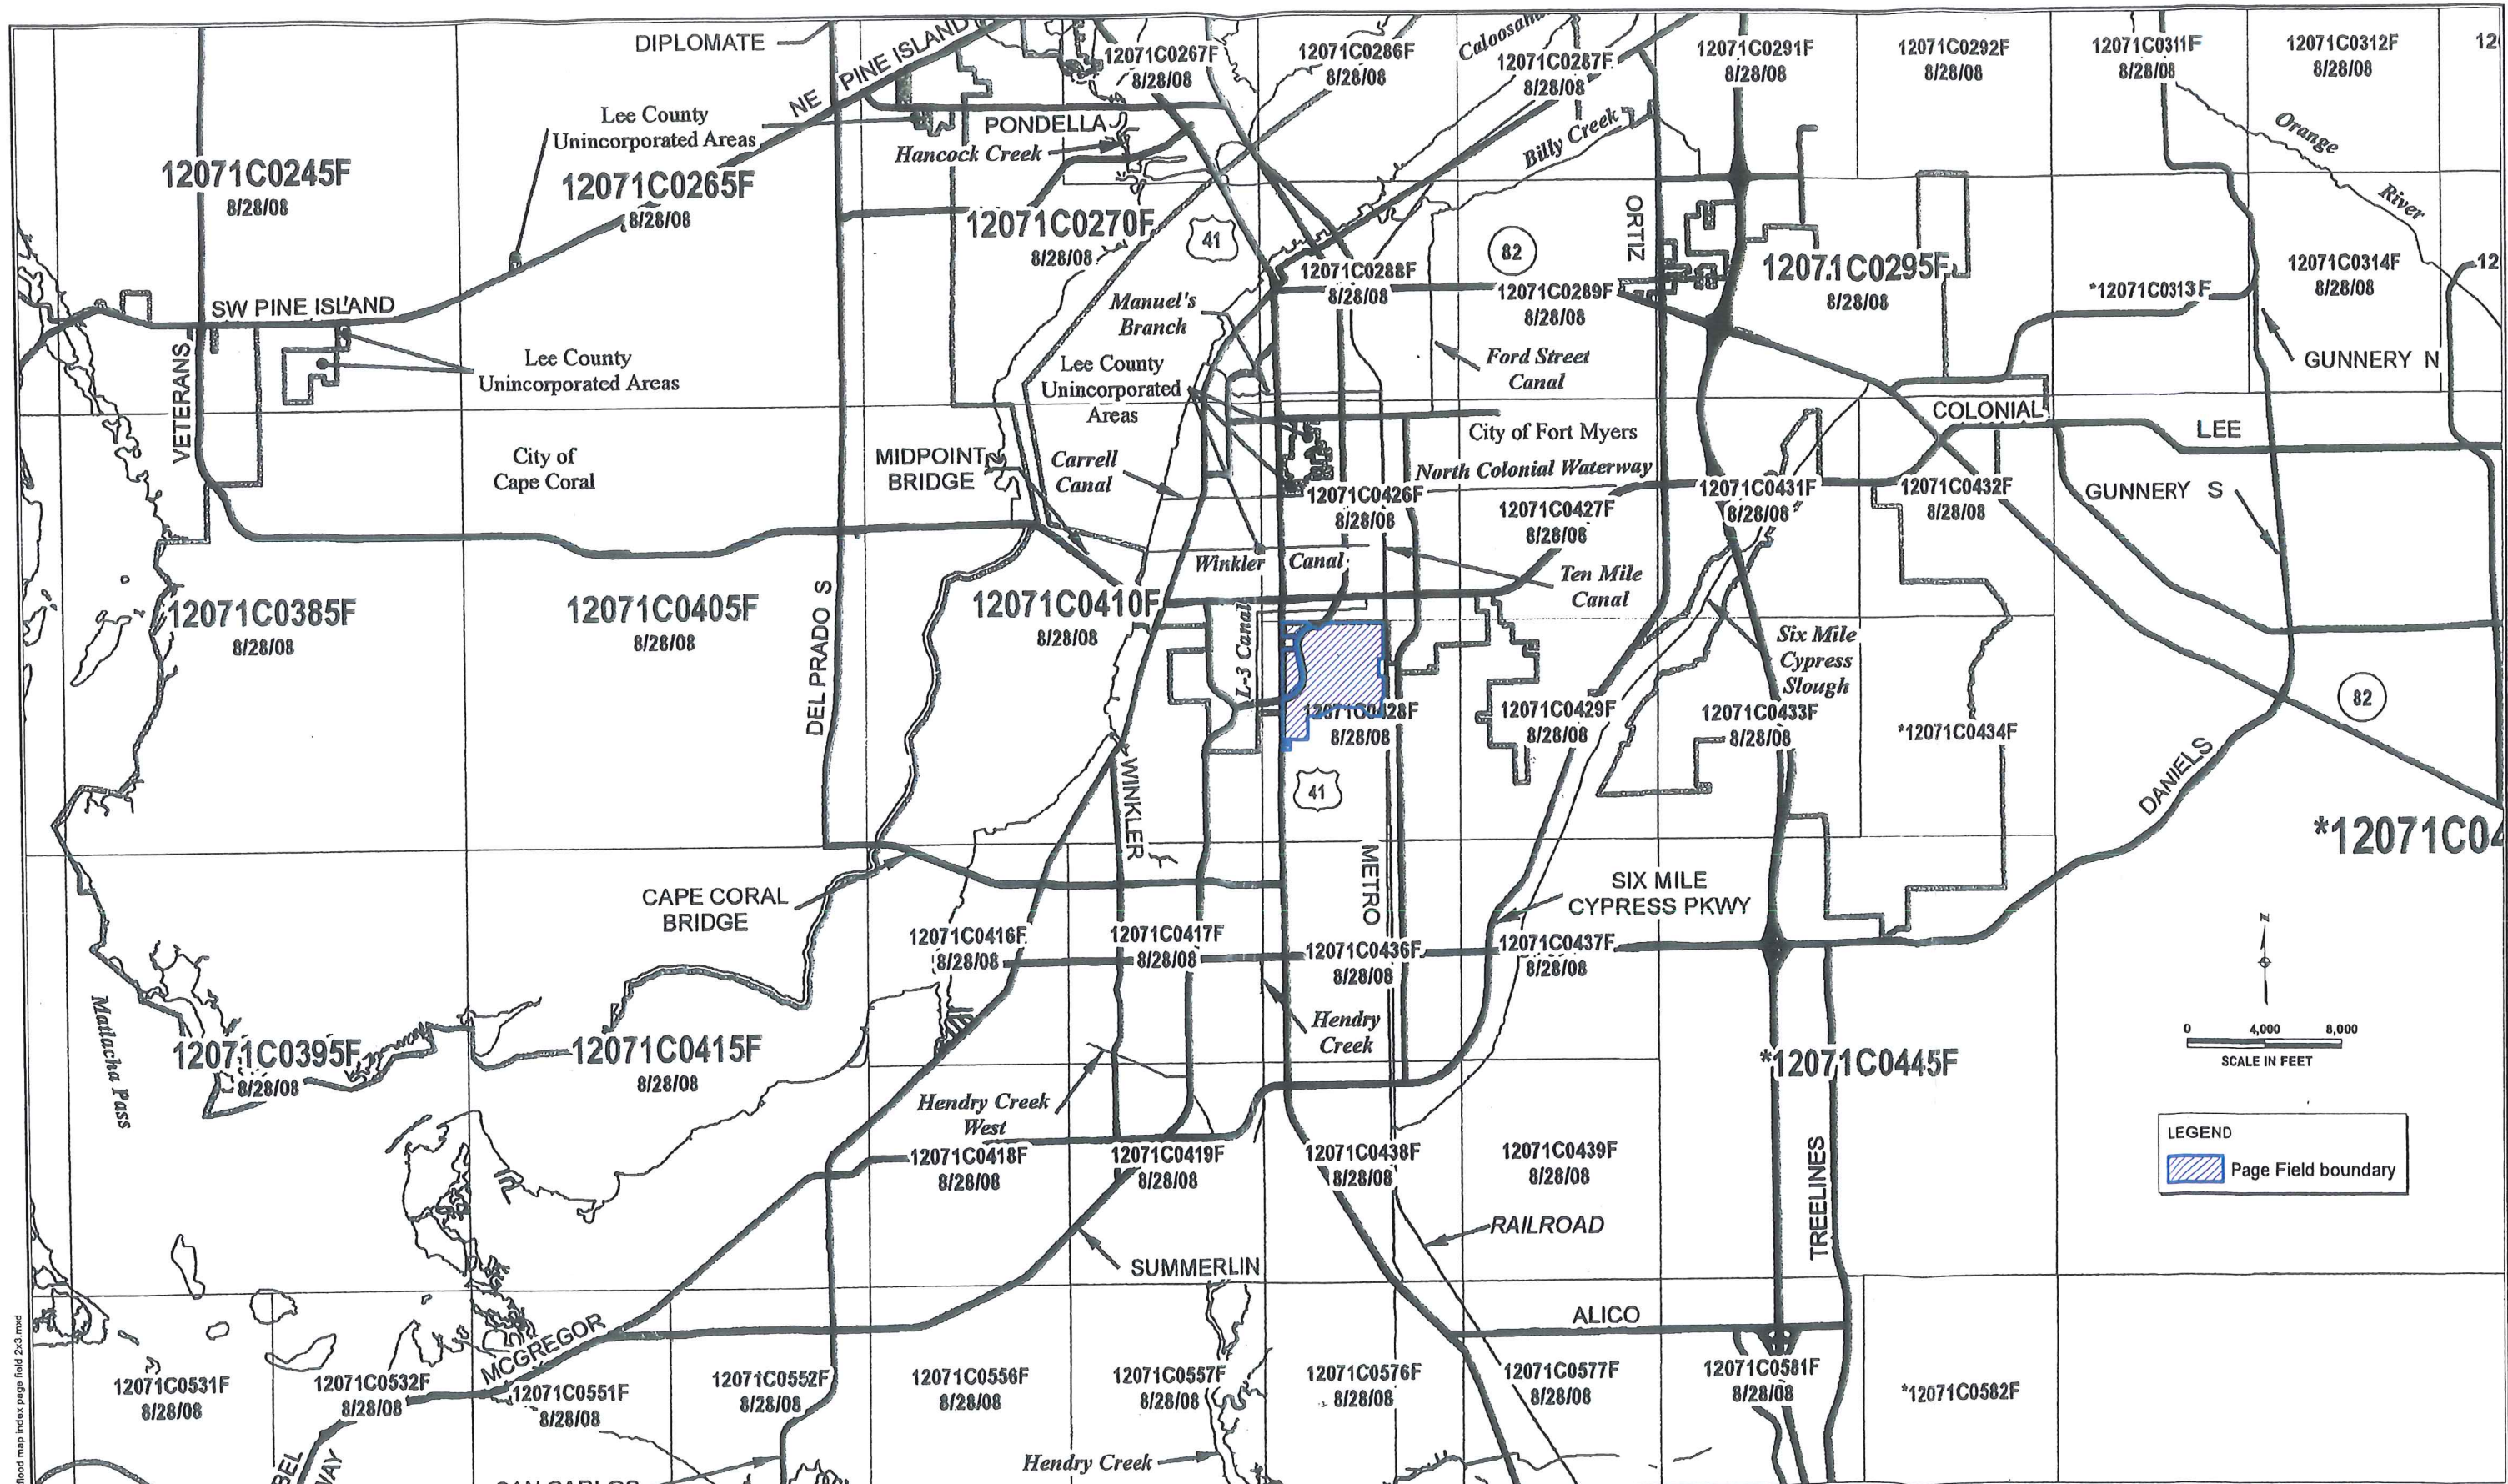 DIPLOMATE
NE PINE ISLAND
12071C0267F
8/28/08
12071C0286F
8/28/08
12071C0287F
8/28/08
12071C0291F
8/28/08
12071C0292F
8/28/08
12071C0311F
8/28/08
12071C0312F
8/28/08
12
Lee County
Unincorporated Areas
PONDELLA
Hancock Creek
Billy Creek
Orange
River
12071C0245F
8/28/08
12071C0265F
8/28/08
12071C0270F
8/28/08
41
12071C0288F
8/28/08
82
12071C0289F
8/28/08
ORTIZ
12071C0295F
8/28/08
*12071C0313F
12071C0314F
8/28/08
12
SW PINE ISLAND
Manuel's
Branch
VETERANS
Lee County
Unincorporated Areas
Lee County
Unincorporated
Areas
Ford Street
Canal
GUNNERY N
COLONIAL
LEE
City of
Cape Coral
MIDPOINT
BRIDGE
Carrell
Canal
City of Fort Myers
North Colonial Waterway
12071C0426F
8/28/08
12071C0427F
8/28/08
12071C0431F
8/28/08
12071C0432F
8/28/08
GUNNERY S
Winkler Canal
Ten Mile
Canal
12071C0385F
8/28/08
12071C0405F
8/28/08
DEL PRADO S
12071C0410F
8/28/08
L-3 Canal
Six Mile
Cypress
Slough
12071C0428F
8/28/08
12071C0429F
8/28/08
12071C0433F
8/28/08
*12071C0434F
82
DANIELS
41
WINKLER
METRO
*12071C04
CAPE CORAL
BRIDGE
SIX MILE
CYPRESS PKWY
12071C0416F
8/28/08
12071C0417F
8/28/08
12071C0436F
8/28/08
12071C0437F
8/28/08
N
Matlacha Pass
Hendry
Creek
0 4,000 8,000
SCALE IN FEET
12071C0395F
8/28/08
12071C0415F
8/28/08
*12071C0445F
Hendry Creek
West
12071C0418F
8/28/08
12071C0419F
8/28/08
12071C0438F
8/28/08
12071C0439F
8/28/08
TREELINES
LEGEND
Page Field boundary
RAILROAD
SUMMERLIN
ALICO
MCGREGOR
12071C0531F
8/28/08
12071C0532F
8/28/08
12071C0551F
8/28/08
12071C0552F
8/28/08
12071C0556F
8/28/08
12071C0557F
8/28/08
12071C0576F
8/28/08
12071C0577F
8/28/08
12071C0581F
8/28/08
*12071C0582F
Hendry Creek
flood map index page field 2x3.mxd